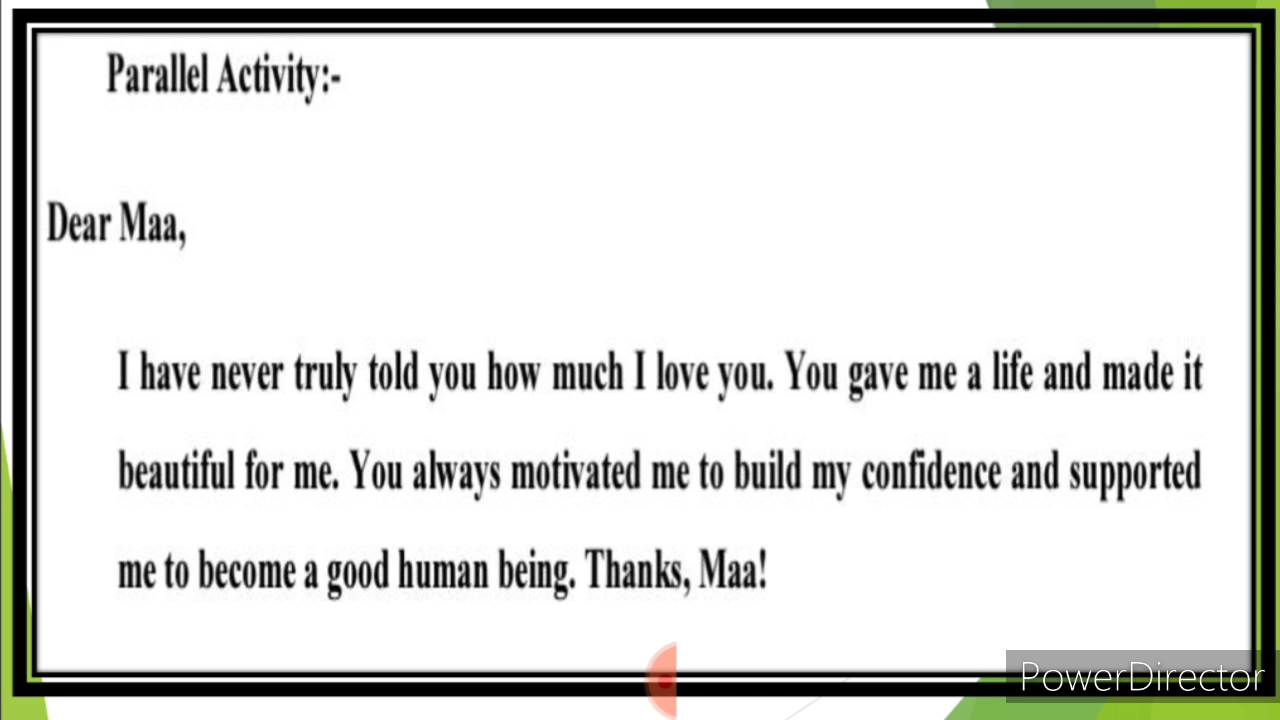 Parallel Activity:-
Dear Maa,
I have never truly told you how much I love you. You gave me a life and made it
beautiful for me. You always motivated me to build my confidence and supported
me to become a good human being. Thanks, Maa!
PowerDirector